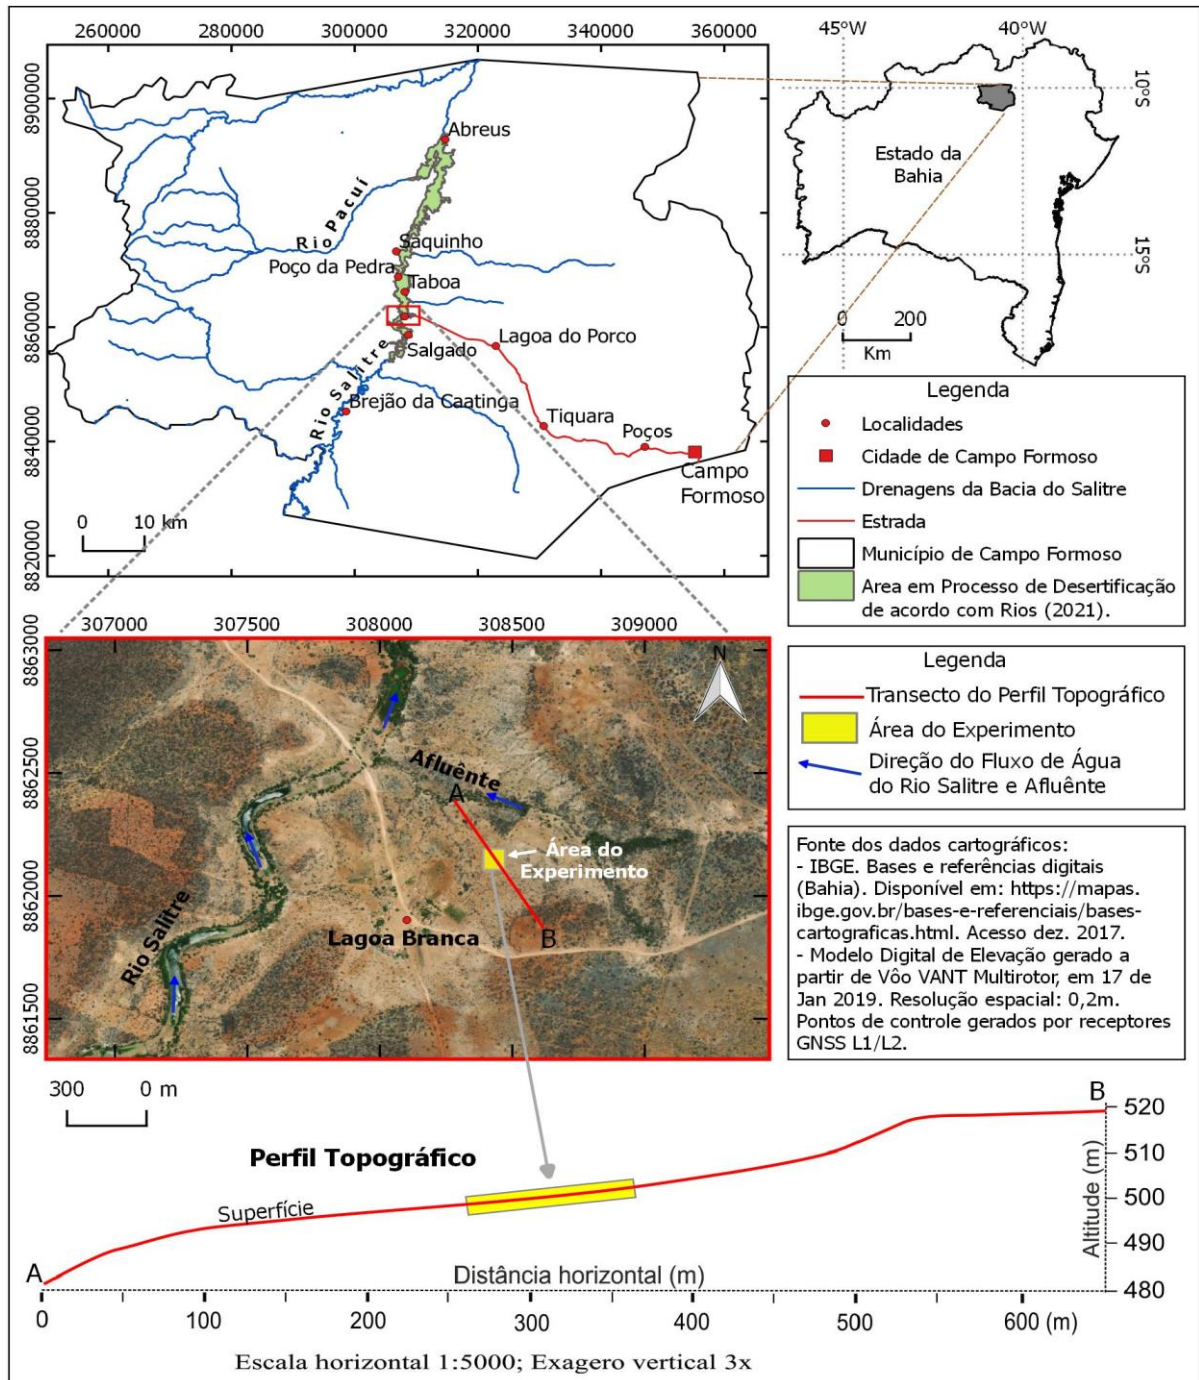 260000 280000 300000 320000 340000 360000
8900000
8880000
8860000
8840000
8820000
Abreus
Rio Pacuí
Saquinho
Poço da Pedra
Taboa
Lagoa do Porco
Salgado
Rio Salitre
Brejão da Caatinga
Tiquara
Poços
Campo
Formoso
0 10 km
45°W 40°W
10°S
15°S
Estado da
Bahia
0 200
Km
Legenda
Localidades
Cidade de Campo Formoso
Drenagens da Bacia do Salitre
Estrada
Município de Campo Formoso
Area em Processo de Desertificação
de acordo com Rios (2021).
307000 307500 308000 308500 309000
8863000
8862500
8862000
8861500
N
Afluênte
A
Área do
Experimento
B
Lagoa Branca
Rio Salitre
300 0 m
Legenda
Transecto do Perfil Topográfico
Área do Experimento
Direção do Fluxo de Água
do Rio Salitre e Afluênte
Fonte dos dados cartográficos:
- IBGE. Bases e referências digitais
(Bahia). Disponível em: https://mapas.
ibge.gov.br/bases-e-referenciais/bases-
cartograficas.html. Acesso dez. 2017.
- Modelo Digital de Elevação gerado a
partir de Vôo VANT Multirotor, em 17 de
Jan 2019. Resolução espacial: 0,2m.
Pontos de controle gerados por receptores
GNSS L1/L2.
Perfil Topográfico
Superfície
A
B
520
510
500
490
480
Altitude (m)
Distância horizontal (m)
0 100 200 300 400 500 600 (m)
Escala horizontal 1:5000; Exagero vertical 3x